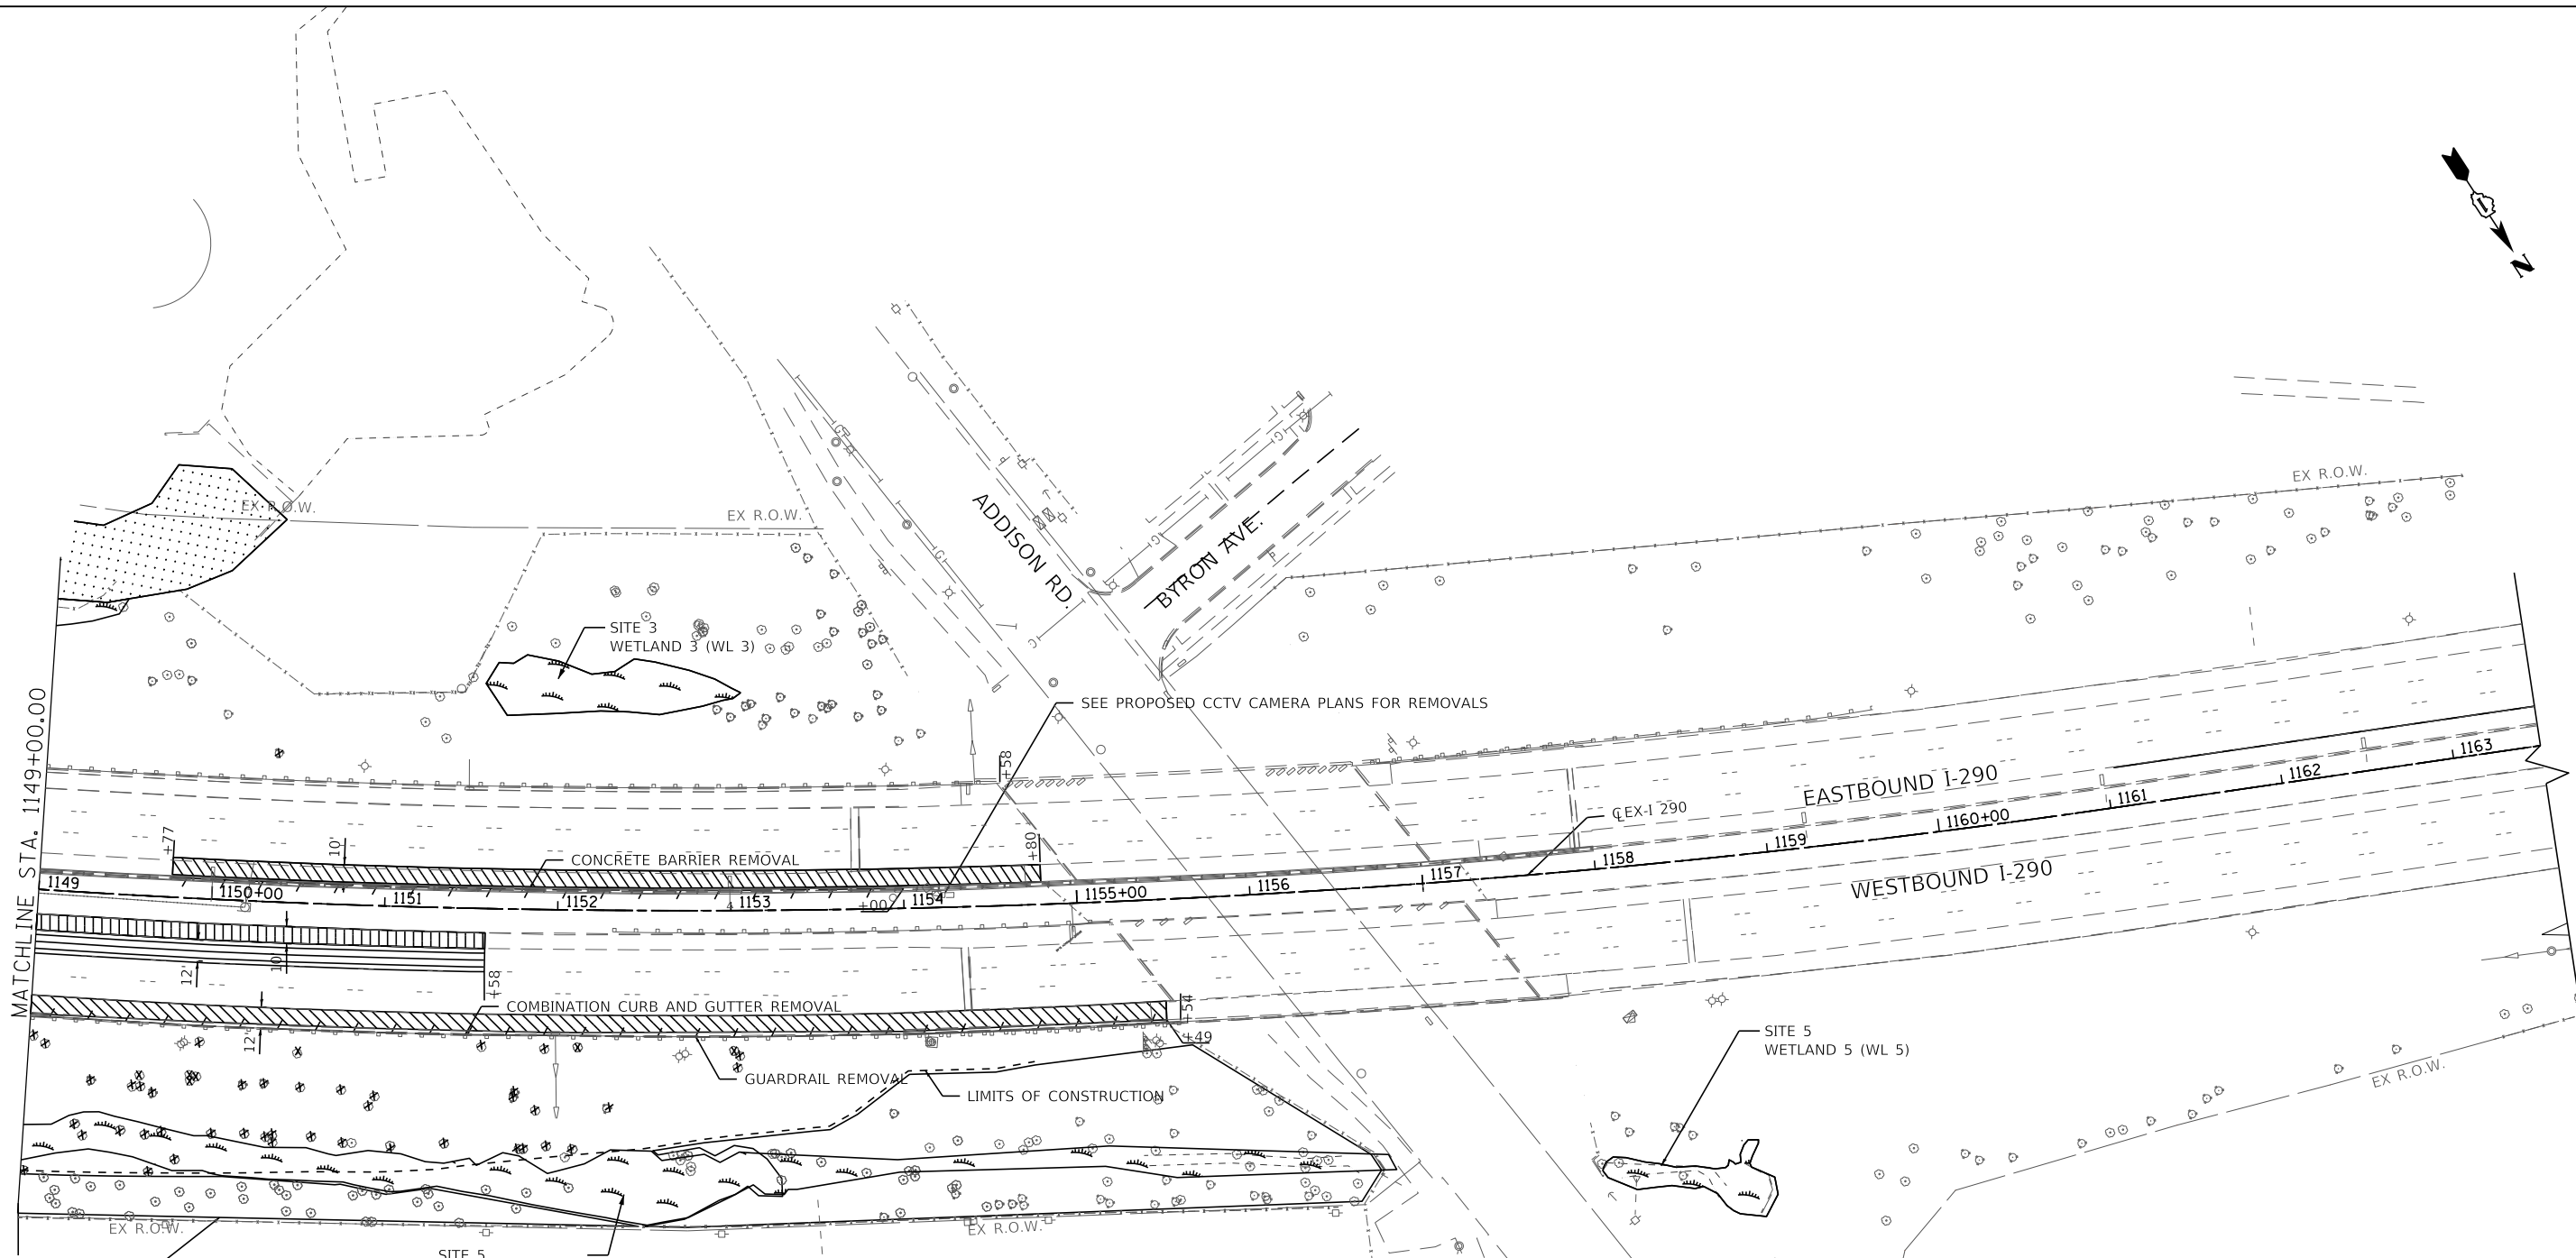 N
EX R.O.W.
EX R.O.W.
EX R.O.W.
ADDISON RD.
BYRON AVE.
SITE 3
WETLAND 3 (WL 3)
MATCHLINE STA. 1149+00.00
SEE PROPOSED CCTV CAMERA PLANS FOR REMOVALS
+58
+77
10'
CONCRETE BARRIER REMOVAL
+80
℄EX-I 290
EASTBOUND I-290
WESTBOUND I-290
1149
1150+00
1151
1152
1153
+00
1154
1155+00
1156
1157
1158
1159
1160+00
1161
1162
1163
12'
10'
+58
COMBINATION CURB AND GUTTER REMOVAL
+54
+49
12'
GUARDRAIL REMOVAL
LIMITS OF CONSTRUCTION
SITE 5
WETLAND 5 (WL 5)
EX R.O.W.
EX R.O.W.
EX R.O.W.
SITE 5